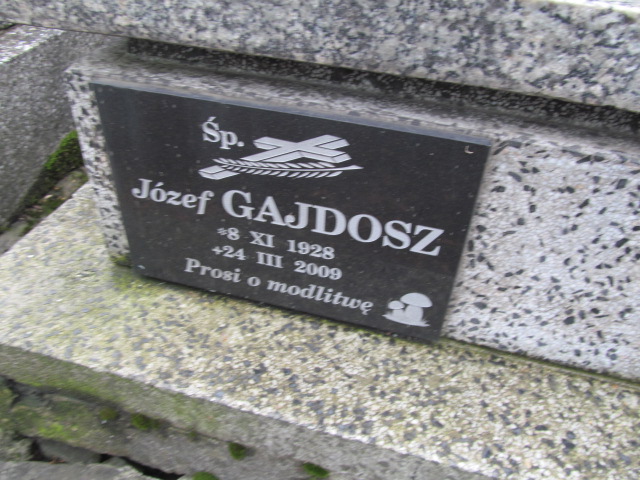 Śp.
Józef GAJDOSZ
*8 XI 1928
+24 III 2009
Prosi o modlitwę